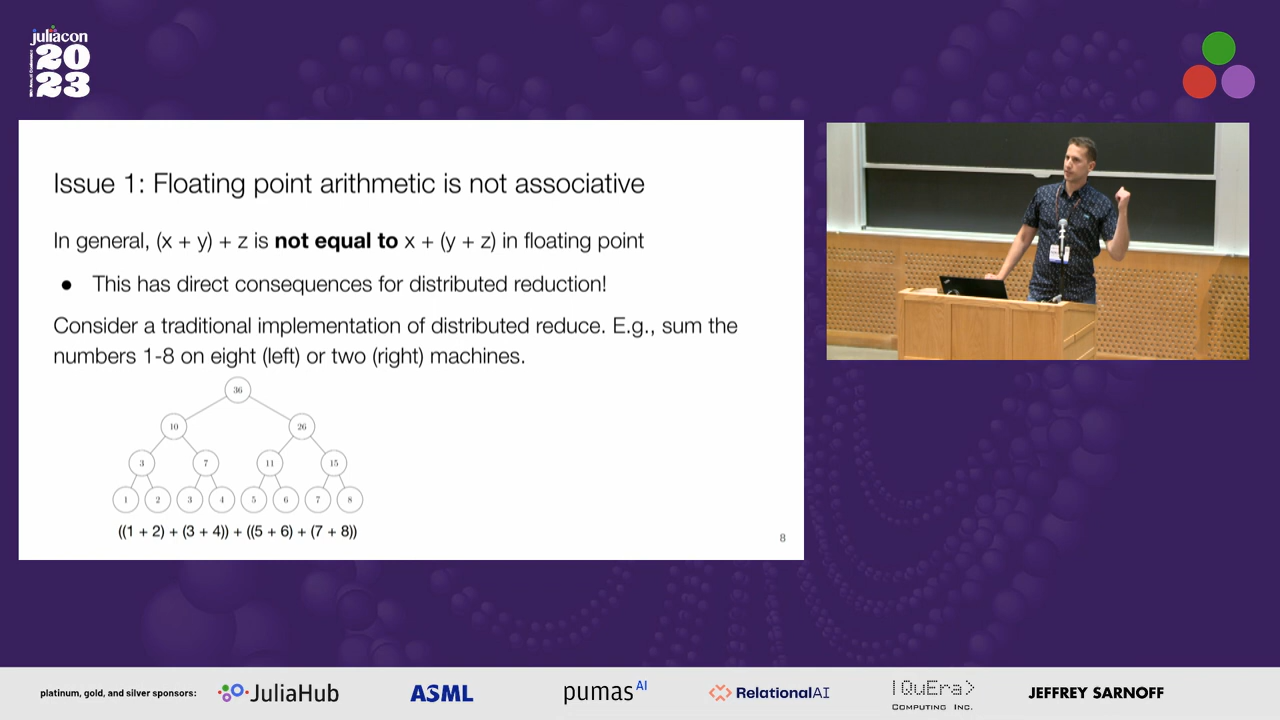 juliacon
20
23
Issue 1: Floating point arithmetic is not associative
In general, (x + y) + z is not equal to x + (y + z) in floating point
● This has direct consequences for distributed reduction!
Consider a traditional implementation of distributed reduce. E.g., sum the
numbers 1-8 on eight (left) or two (right) machines.
36
10 26
3 7 11 15
1 2 3 4 5 6 7 8
((1 + 2) + (3 + 4)) + ((5 + 6) + (7 + 8))
8
platinum, gold, and silver sponsors:
JuliaHub
ASML
pumasAI
RelationalAI
|QuEra>
COMPUTING INC.
JEFFREY SARNOFF